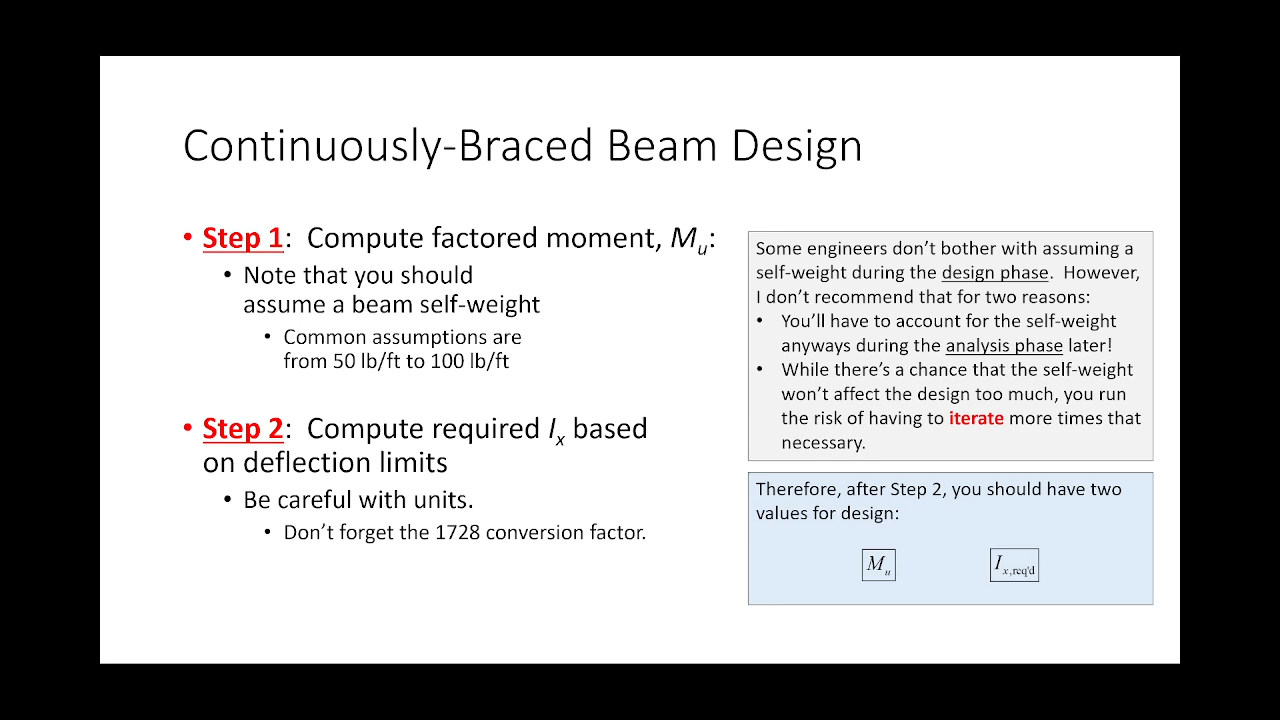 Continuously-Braced Beam Design
• Step 1: Compute factored moment, Mu:
• Note that you should
assume a beam self-weight
• Common assumptions are
from 50 lb/ft to 100 lb/ft
• Step 2: Compute required Ix based
on deflection limits
• Be careful with units.
• Don't forget the 1728 conversion factor.
Some engineers don't bother with assuming a
self-weight during the design phase. However,
I don't recommend that for two reasons:
• You'll have to account for the self-weight
anyways during the analysis phase later!
• While there's a chance that the self-weight
won't affect the design too much, you run
the risk of having to iterate more times that
necessary.
Therefore, after Step 2, you should have two
values for design:
Mu Ix,req'd